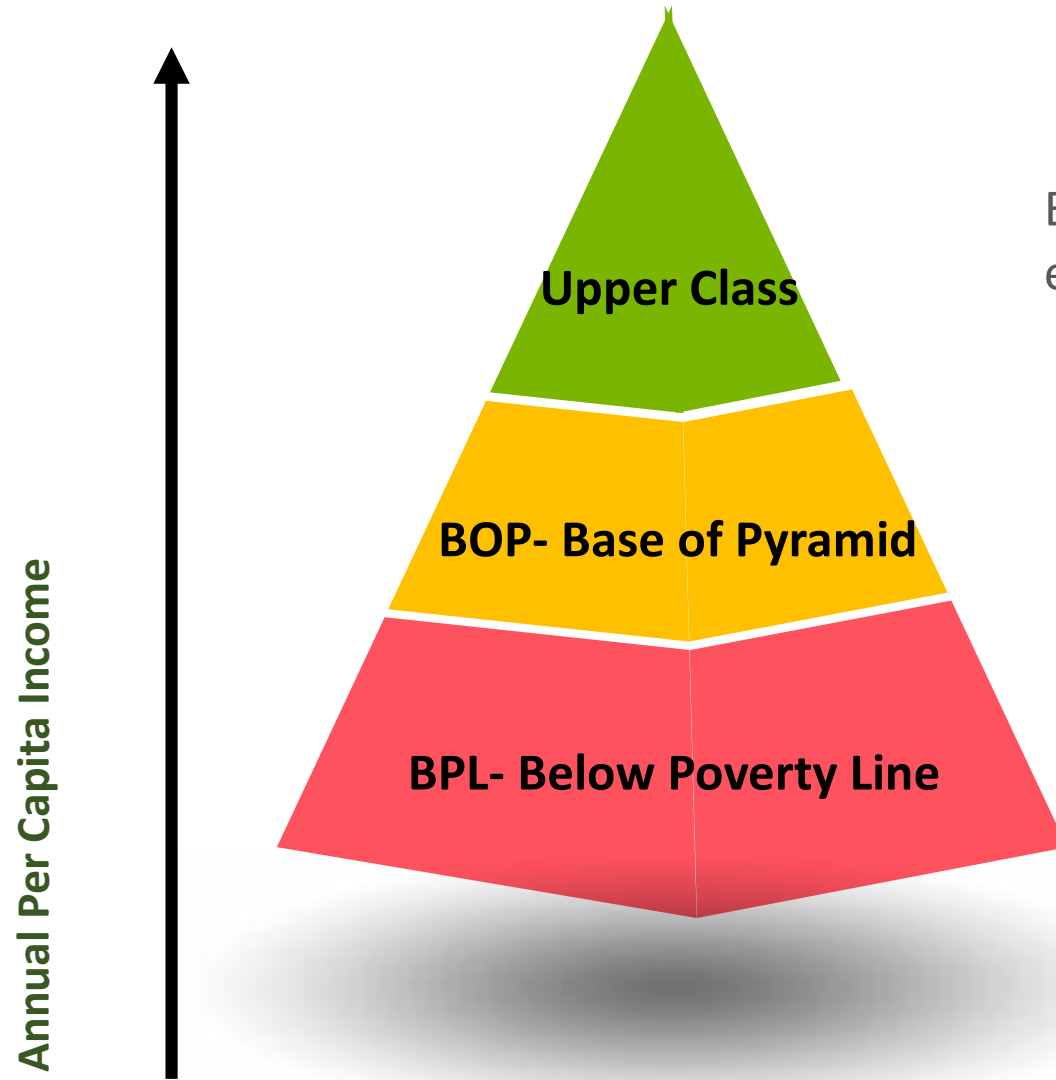 Upper Class
BOP- Base of Pyramid
BPL- Below Poverty Line
Annual Per Capita Income